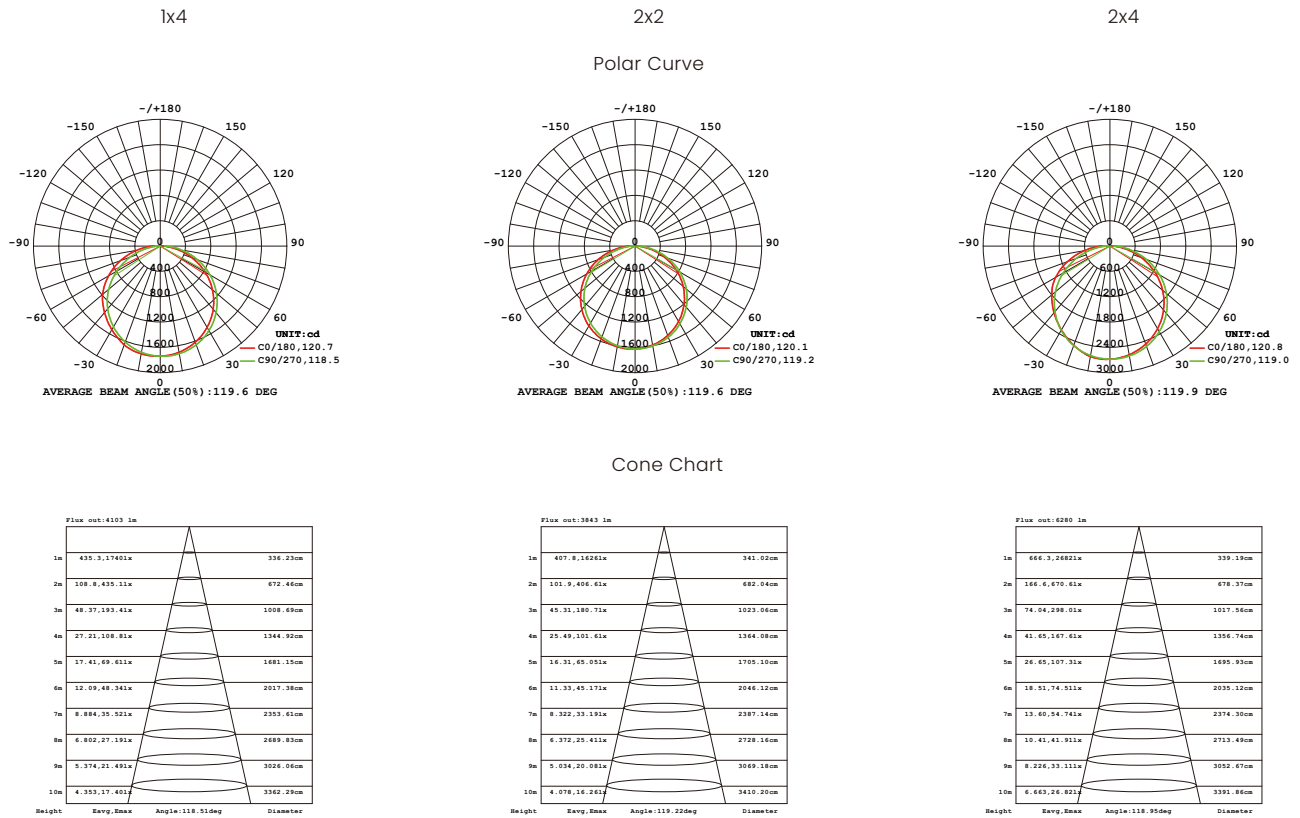 1x4
2x2
2x4
Polar Curve
-/+180
-150
150
-120
120
-90
90
0
400
800
1200
1600
2000
-60
60
-30
30
0
UNIT:cd
C0/180,120.7
C90/270,118.5
AVERAGE BEAM ANGLE(50%):119.6 DEG
-/+180
-150
150
-120
120
-90
90
0
400
800
1200
1600
2000
-60
60
-30
30
0
UNIT:cd
C0/180,120.1
C90/270,119.2
AVERAGE BEAM ANGLE(50%):119.6 DEG
-/+180
-150
150
-120
120
-90
90
0
600
1200
1800
2400
3000
-60
60
-30
30
0
UNIT:cd
C0/180,120.8
C90/270,119.0
AVERAGE BEAM ANGLE(50%):119.9 DEG
Cone Chart
Flux out:4103 lm
1m 435.3,1740lx 336.23cm
2m 108.8,435.1lx 672.46cm
3m 48.37,193.4lx 1008.69cm
4m 27.21,108.8lx 1344.92cm
5m 17.41,69.61lx 1681.15cm
6m 12.09,48.34lx 2017.38cm
7m 8.884,35.52lx 2353.61cm
8m 6.802,27.19lx 2689.83cm
9m 5.374,21.49lx 3026.06cm
10m 4.353,17.40lx 3362.29cm
Height Eavg,Emax Angle:118.51deg Diameter
Flux out:3843 lm
1m 407.8,1626lx 341.02cm
2m 101.9,406.6lx 682.04cm
3m 45.31,180.7lx 1023.06cm
4m 25.49,101.6lx 1364.08cm
5m 16.31,65.05lx 1705.10cm
6m 11.33,45.17lx 2046.12cm
7m 8.322,33.19lx 2387.14cm
8m 6.372,25.41lx 2728.16cm
9m 5.034,20.08lx 3069.18cm
10m 4.078,16.26lx 3410.20cm
Height Eavg,Emax Angle:119.22deg Diameter
Flux out:6280 lm
1m 666.3,2682lx 339.19cm
2m 166.6,670.6lx 678.37cm
3m 74.04,298.0lx 1017.56cm
4m 41.65,167.6lx 1356.74cm
5m 26.65,107.3lx 1695.93cm
6m 18.51,74.51lx 2035.12cm
7m 13.60,54.74lx 2374.30cm
8m 10.41,41.91lx 2713.49cm
9m 8.226,33.11lx 3052.67cm
10m 6.663,26.82lx 3391.86cm
Height Eavg,Emax Angle:118.95deg Diameter